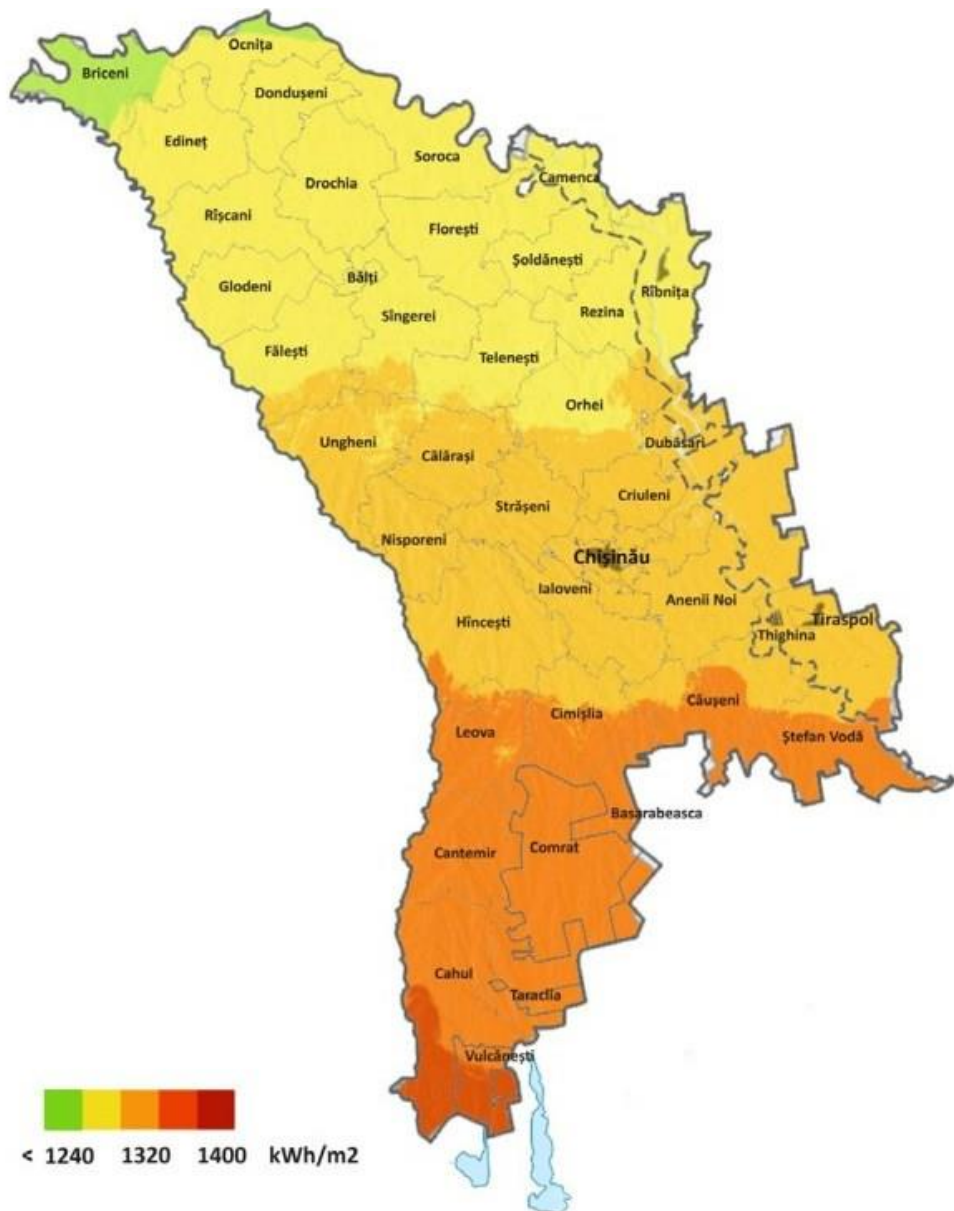 Ocnița
Briceni
Dondușeni
Edineț
Soroca
Camenca
Drochia
Rîșcani
Florești
Șoldănești
Bălți
Glodeni
Rîbnița
Sîngerei
Rezina
Fălești
Telenești
Orhei
Ungheni
Dubăsari
Călărași
Criuleni
Strășeni
Nisporeni
Chișinău
Ialoveni
Anenii Noi
Hîncești
Tiraspol
Thighina
Căușeni
Cimișlia
Leova
Ștefan Vodă
Basarabeasca
Cantemir
Comrat
Cahul
Taraclia
Vulcănești
< 1240 1320 1400 kWh/m2